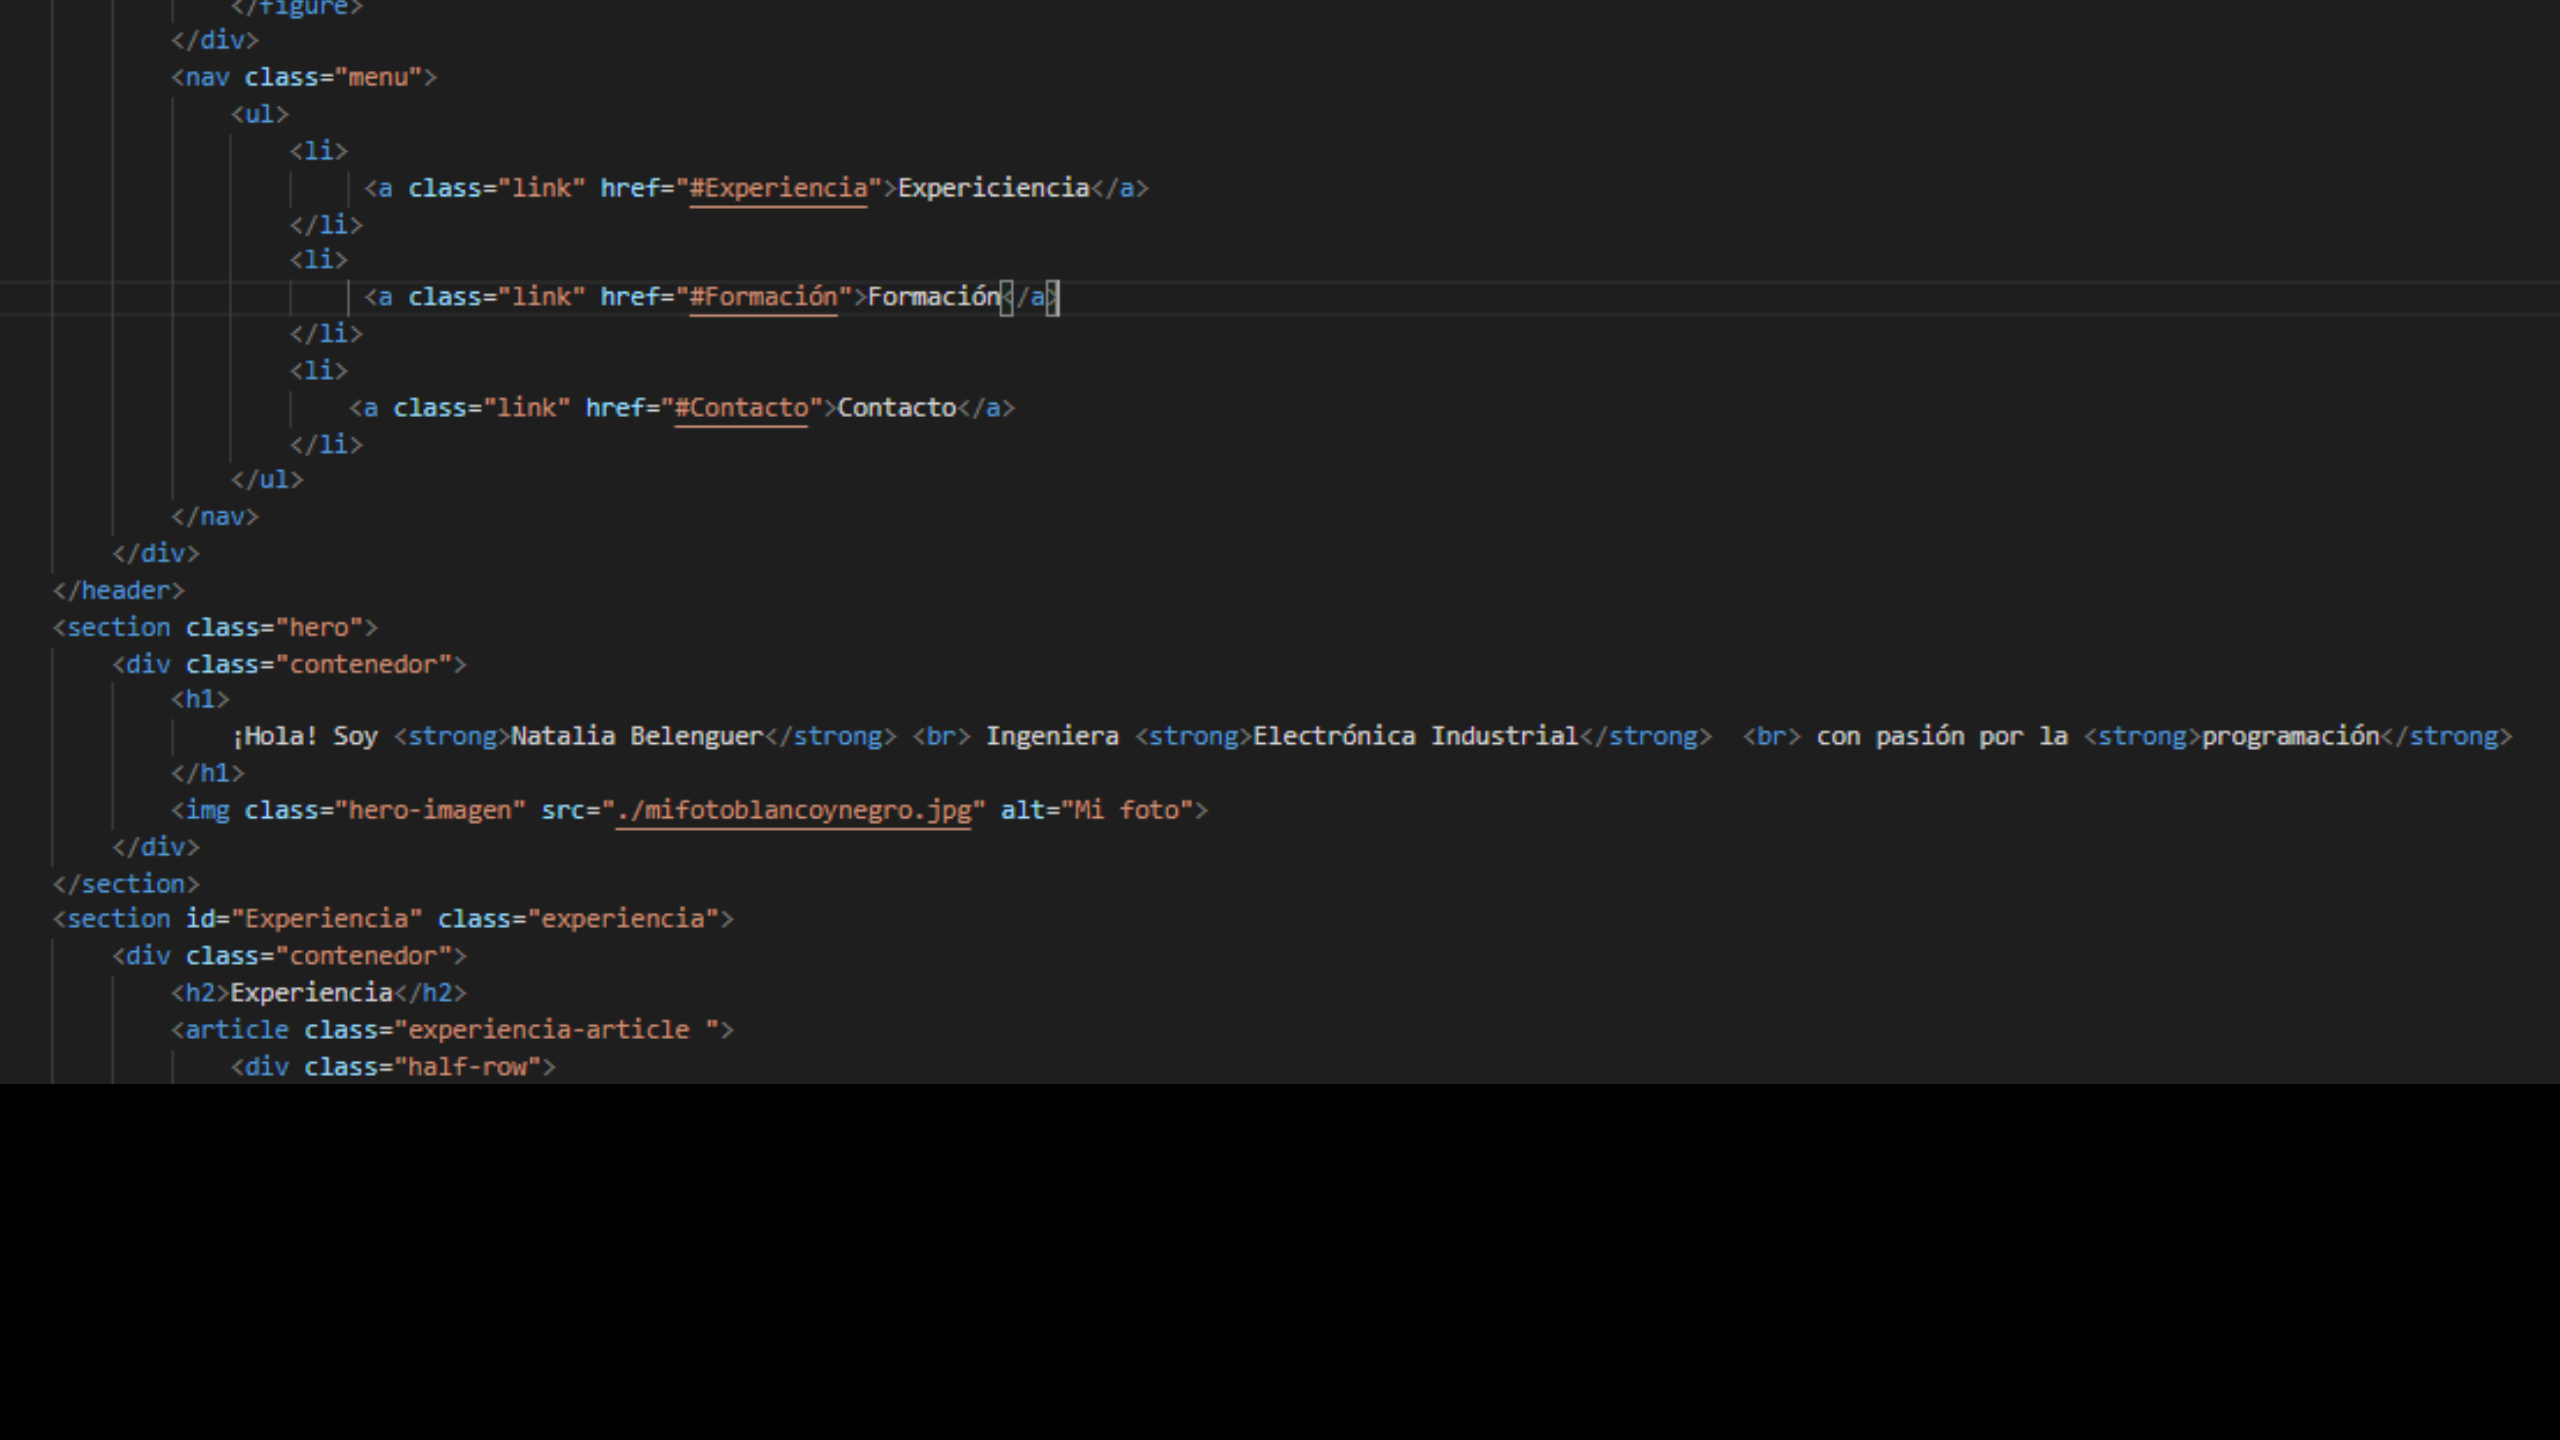 </figure>
</div>
<nav class="menu">
<ul>
<li>
<a class="link" href="#Experiencia">Expericiencia</a>
</li>
<li>
<a class="link" href="#Formación">Formación</a>
</li>
<li>
<a class="link" href="#Contacto">Contacto</a>
</li>
</ul>
</nav>
</div>
</header>
<section class="hero">
<div class="contenedor">
<h1>
¡Hola! Soy <strong>Natalia Belenguer</strong> <br> Ingeniera <strong>Electrónica Industrial</strong>  <br> con pasión por la <strong>programación</strong>
</h1>
<img class="hero-imagen" src="./mifotoblancoynegro.jpg" alt="Mi foto">
</div>
</section>
<section id="Experiencia" class="experiencia">
<div class="contenedor">
<h2>Experiencia</h2>
<article class="experiencia-article ">
<div class="half-row">